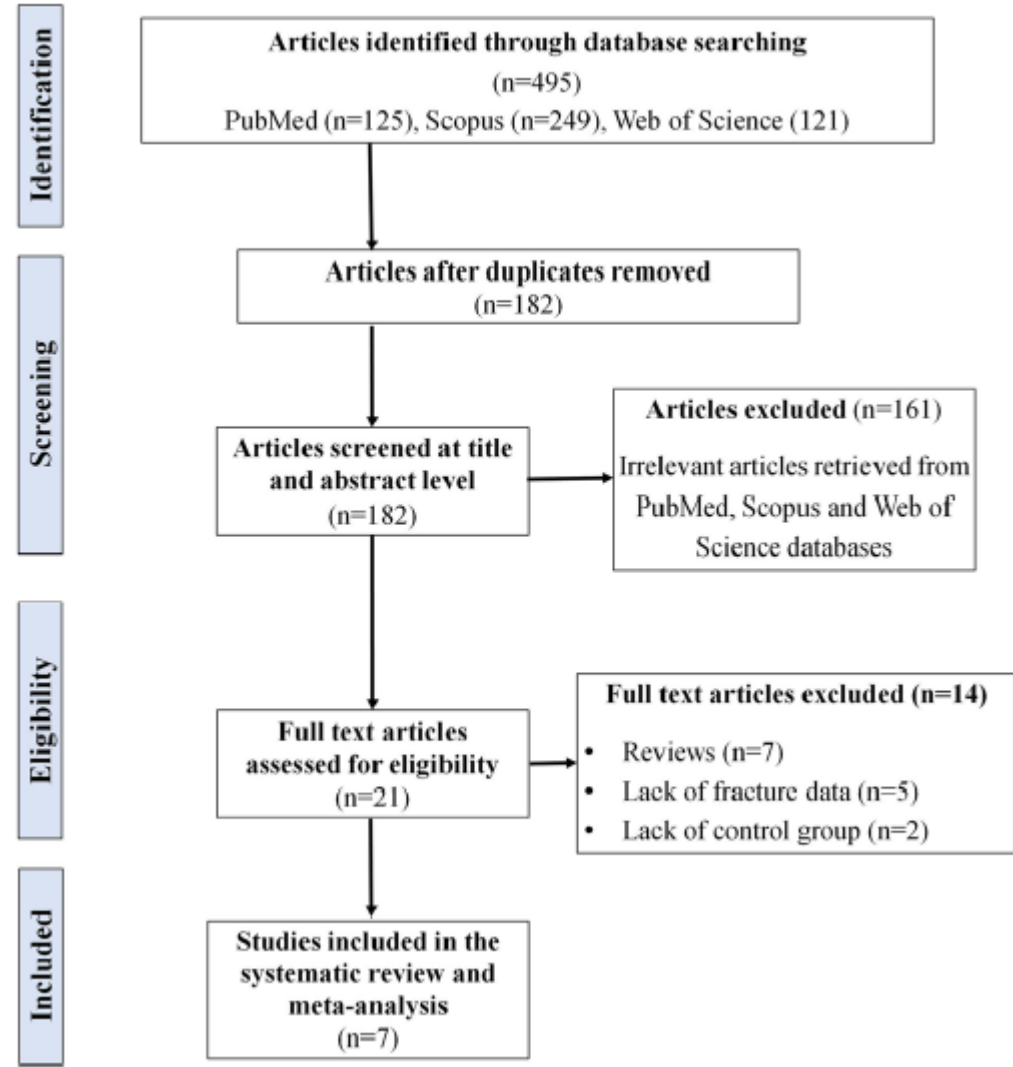 Identification
Articles identified through database searching
(n=495)
PubMed (n=125), Scopus (n=249), Web of Science (121)
Screening
Articles after duplicates removed
(n=182)
Articles screened at title
and abstract level
(n=182)
Articles excluded (n=161)
Irrelevant articles retrieved from
PubMed, Scopus and Web of
Science databases
Eligibility
Full text articles
assessed for eligibility
(n=21)
Full text articles excluded (n=14)
• Reviews (n=7)
• Lack of fracture data (n=5)
• Lack of control group (n=2)
Included
Studies included in the
systematic review and
meta-analysis
(n=7)